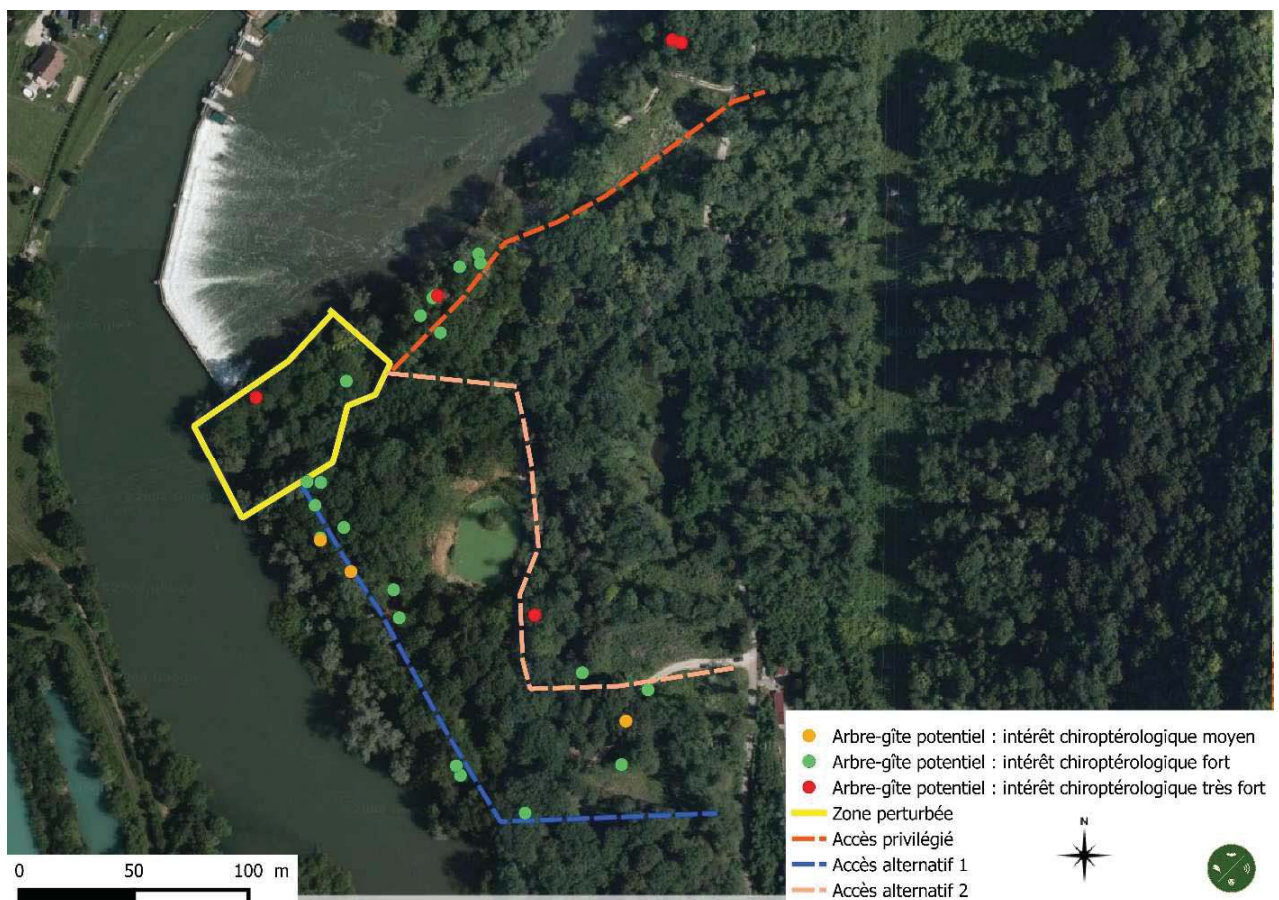 Arbre-gîte potentiel : intérêt chiroptérologique moyen
Arbre-gîte potentiel : intérêt chiroptérologique fort
Arbre-gîte potentiel : intérêt chiroptérologique très fort
Zone perturbée
Accès privilégié
Accès alternatif 1
Accès alternatif 2
N
0 50 100 m